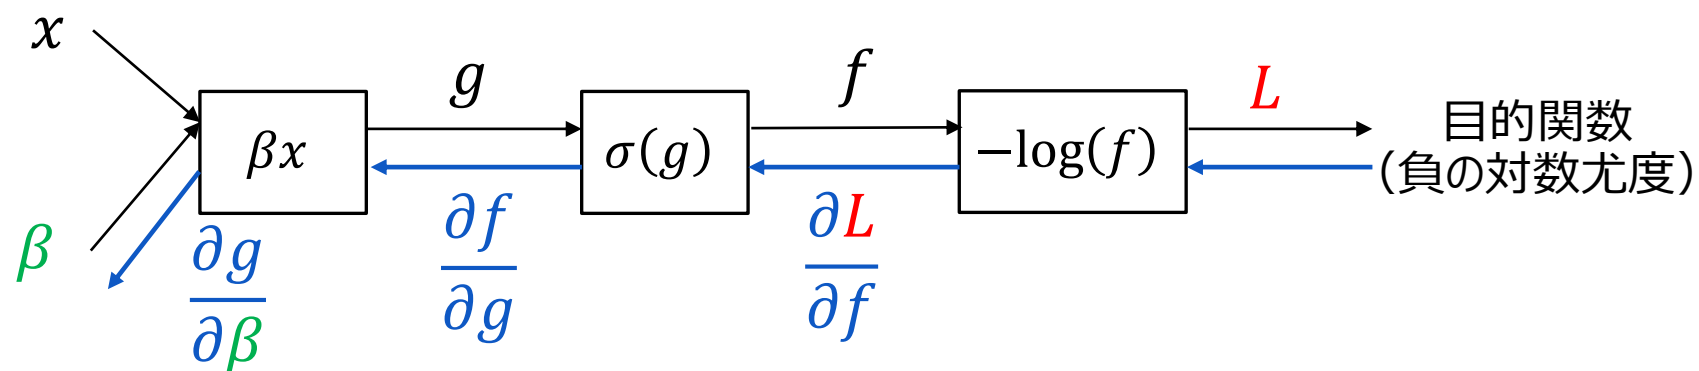 x
g
f
L
目的関数
(負の対数尤度)
βx
σ(g)
−log(f)
β
∂g
∂β
∂f
∂g
∂L
∂f